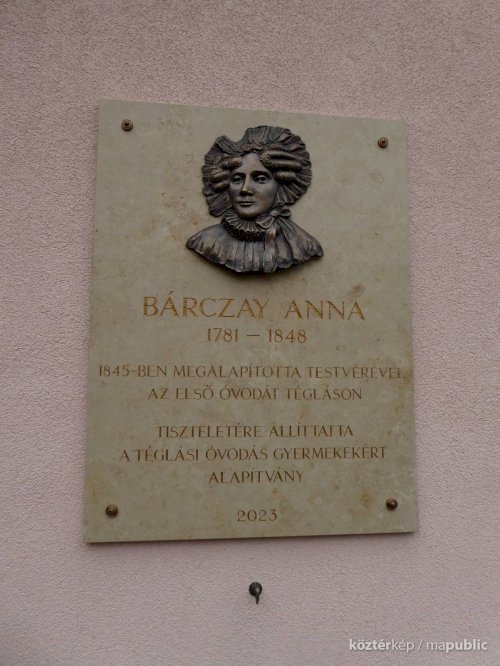 BÁRCZAY ANNA
1781 – 1848
1845-BEN MEGALAPÍTOTTA TESTVÉRÉVEL
AZ ELSŐ ÓVODÁT TÉGLÁSON
TISZTELETÉRE ÁLLÍTTATTA
A TÉGLÁSI ÓVODÁS GYERMEKEKÉRT
ALAPÍTVÁNY
2023
köztérkép / mapublic